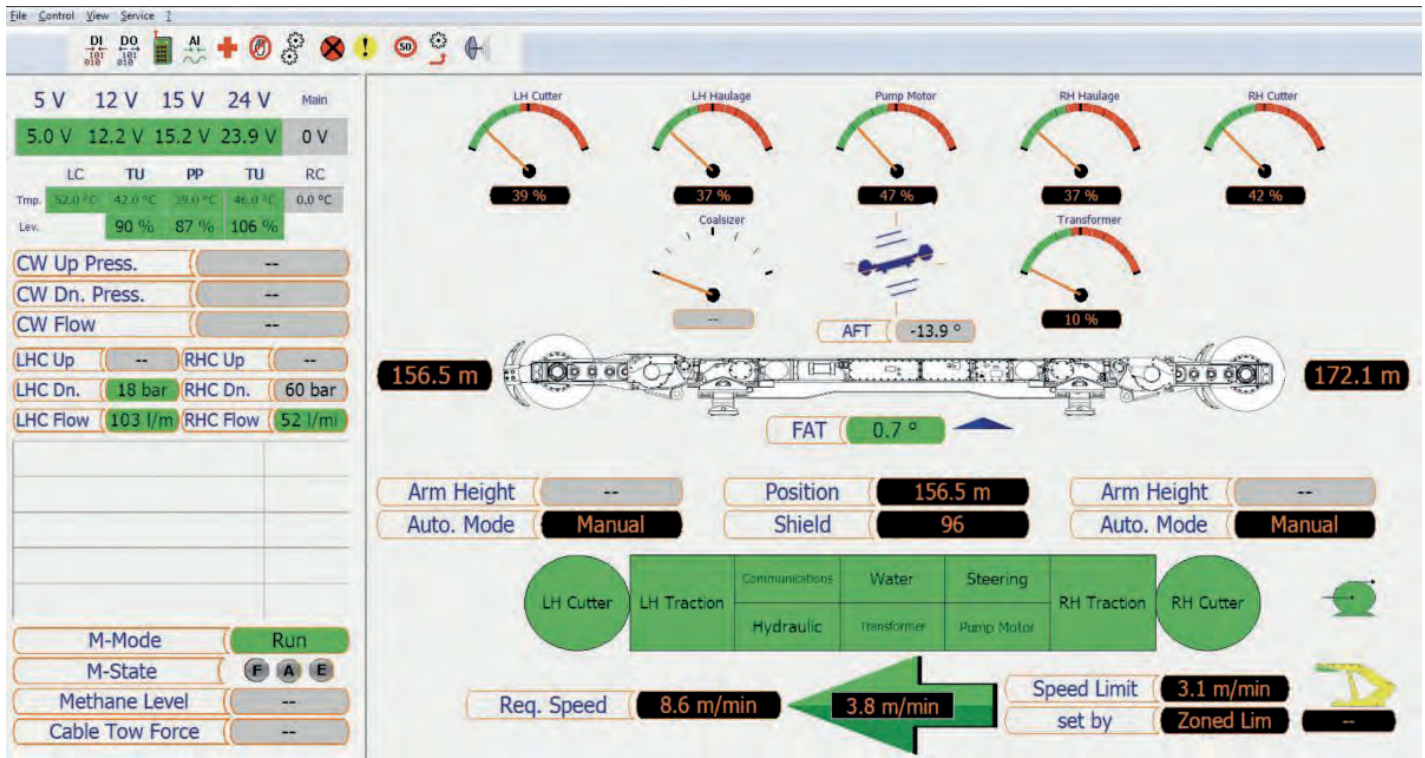 File Control View Service ?
DI DO AI SD
101 101
010 010
5 V 12 V 15 V 24 V Main
5.0 V 12.2 V 15.2 V 23.9 V 0 V
LC TU PP TU RC
Tmp. 52.0 °C 42.0 °C 39.0 °C 46.0 °C 0.0 °C
Lev. 90 % 87 % 106 %
CW Up Press. --
CW Dn. Press. --
CW Flow --
LHC Up -- RHC Up --
LHC Dn. 18 bar RHC Dn. 60 bar
LHC Flow 103 l/m RHC Flow 52 l/mi
M-Mode Run
M-State F A E
Methane Level --
Cable Tow Force --
LH Cutter LH Haulage Pump Motor RH Haulage RH Cutter
39 % 37 % 47 % 37 % 42 %
Coalsizer Transformer
-- 10 %
AFT -13.9 °
156.5 m 172.1 m
FAT 0.7 °
Arm Height -- Position 156.5 m Arm Height --
Auto. Mode Manual Shield 96 Auto. Mode Manual
Communications Water Steering
LH Cutter LH Traction RH Traction RH Cutter
Hydraulic Transformer Pump Motor
Req. Speed 8.6 m/min 3.8 m/min Speed Limit 3.1 m/min
set by Zoned Lim --